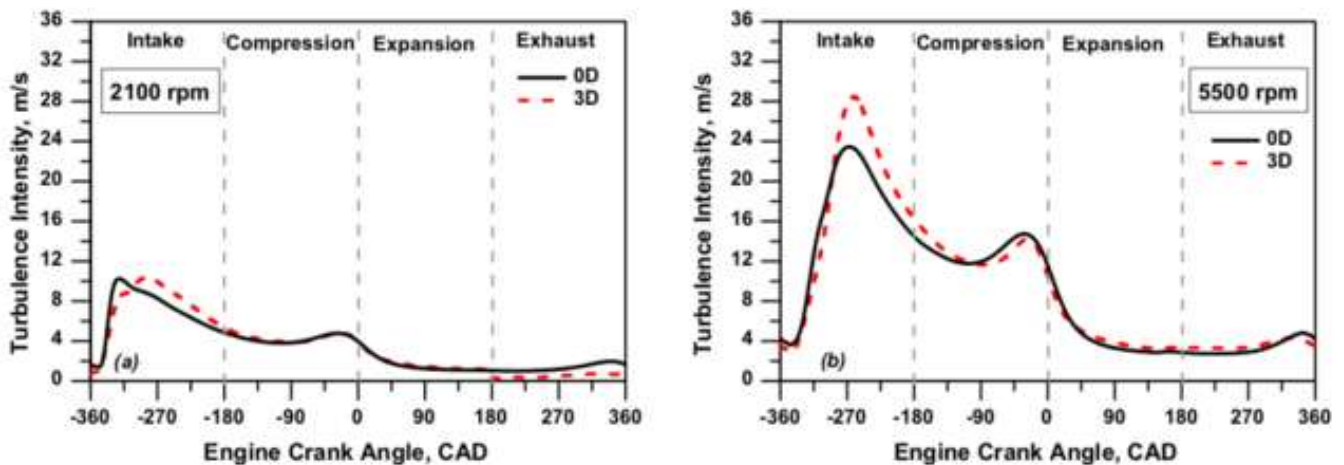 36
32
28
24
20
16
12
8
4
0
Turbulence Intensity, m/s
Intake Compression Expansion Exhaust
2100 rpm
0D
3D
(a)
-360 -270 -180 -90 0 90 180 270 360
Engine Crank Angle, CAD
36
32
28
24
20
16
12
8
4
0
Turbulence Intensity, m/s
Intake Compression Expansion Exhaust
5500 rpm
0D
3D
(b)
-360 -270 -180 -90 0 90 180 270 360
Engine Crank Angle, CAD